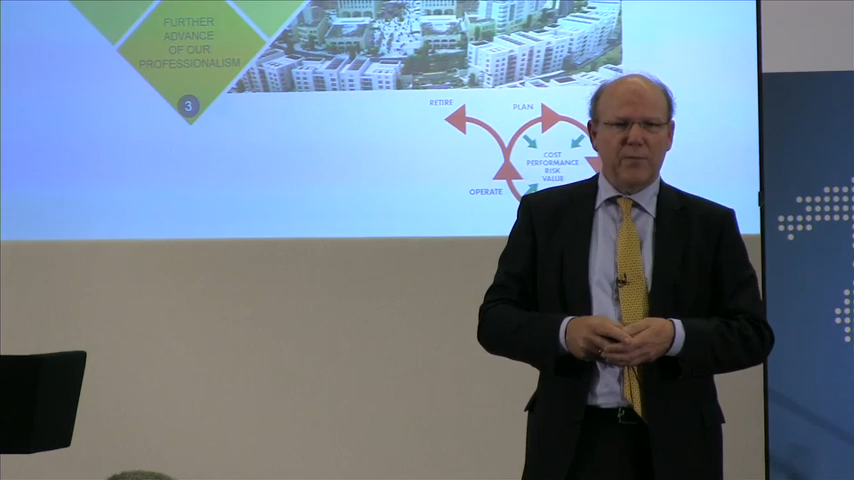 FURTHER
ADVANCE
OF OUR
PROFESSIONALISM
3
RETIRE
PLAN
COST
PERFORMANCE
RISK
VALUE
OPERATE